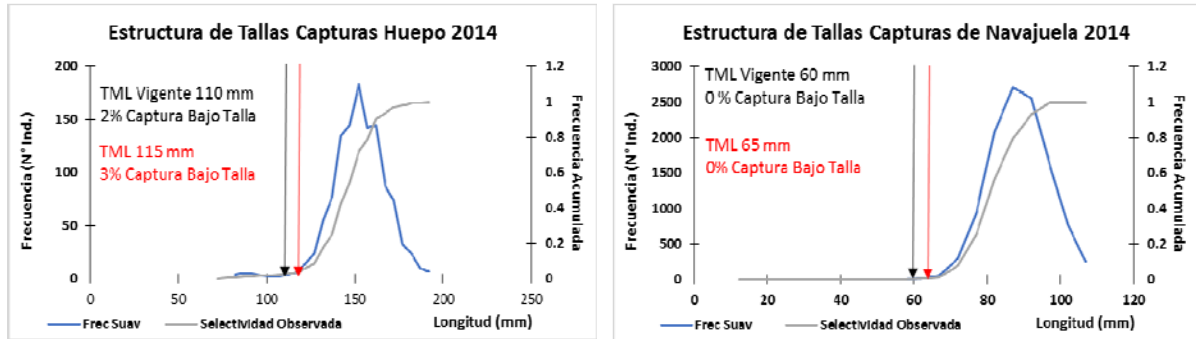 Estructura de Tallas Capturas Huepo 2014
TML Vigente 110 mm
2% Captura Bajo Talla
TML 115 mm
3% Captura Bajo Talla
Frecuencia (N° Ind.)
200
150
100
50
0
1.2
1
0.8
0.6
0.4
0.2
0
Frecuencia Acumulada
0 50 100 150 200 250
Frec Suav Selectividad Observada Longitud (mm)
Estructura de Tallas Capturas de Navajuela 2014
TML Vigente 60 mm
0 % Captura Bajo Talla
TML 65 mm
0% Captura Bajo Talla
Frecuencia (N° Ind.)
3000
2500
2000
1500
1000
500
0
1.2
1
0.8
0.6
0.4
0.2
0
Frecuencia Acumulada
0 20 40 60 80 100 120
Frec Suav Selectividad Observada Longitud (mm)